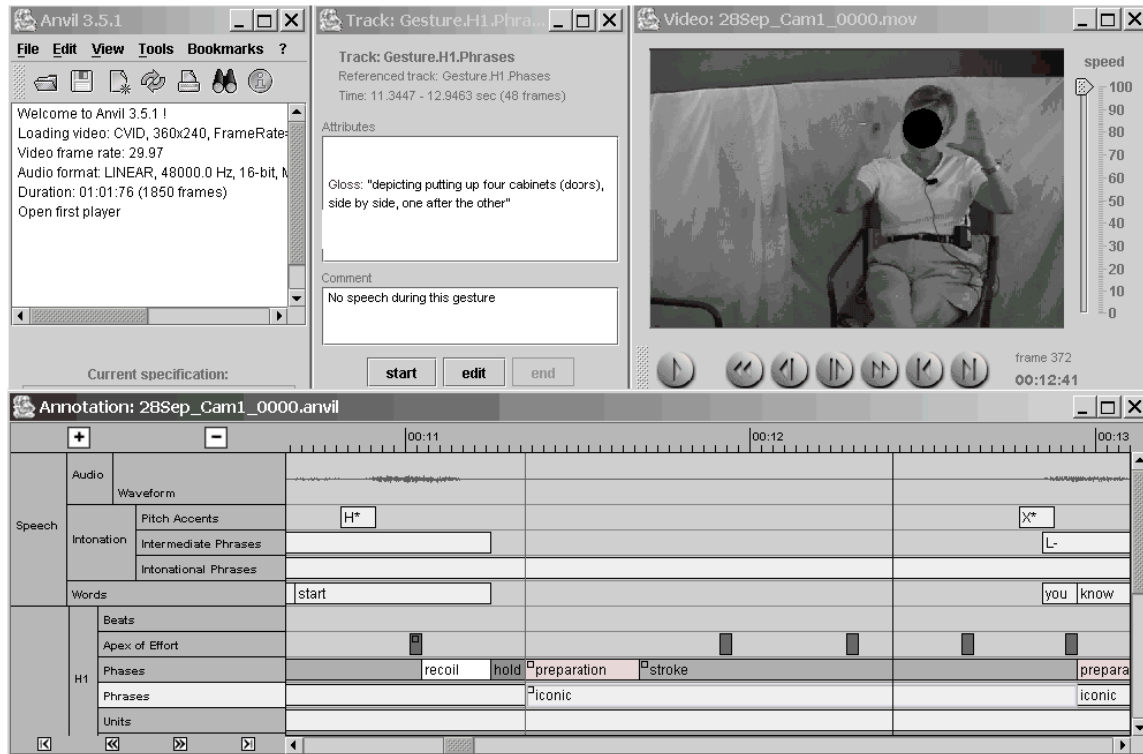 Anvil 3.5.1
File Edit View Tools Bookmarks ?
Welcome to Anvil 3.5.1 !
Loading video: CVID, 360x240, FrameRate=
Video frame rate: 29.97
Audio format: LINEAR, 48000.0 Hz, 16-bit, M
Duration: 01:01:76 (1850 frames)
Open first player
Current specification:
Track: Gesture.H1.Phra...
Track: Gesture.H1.Phrases
Referenced track: Gesture.H1.Phases
Time: 11.3447 - 12.9463 sec (48 frames)
Attributes
Gloss: "depicting putting up four cabinets (doors),
side by side, one after the other"
Comment
No speech during this gesture
start edit end
Video: 28Sep_Cam1_0000.mov
speed
100
90
80
70
60
50
40
30
20
10
0
frame 372
00:12:41
Annotation: 28Sep_Cam1_0000.anvil
00:11 00:12 00:13
Speech
Audio
Waveform
Intonation
Pitch Accents H* X*
Intermediate Phrases L-
Intonational Phrases
Words start you know
H1
Beats
Apex of Effort
Phases recoil hold preparation stroke prepara
Phrases iconic iconic
Units